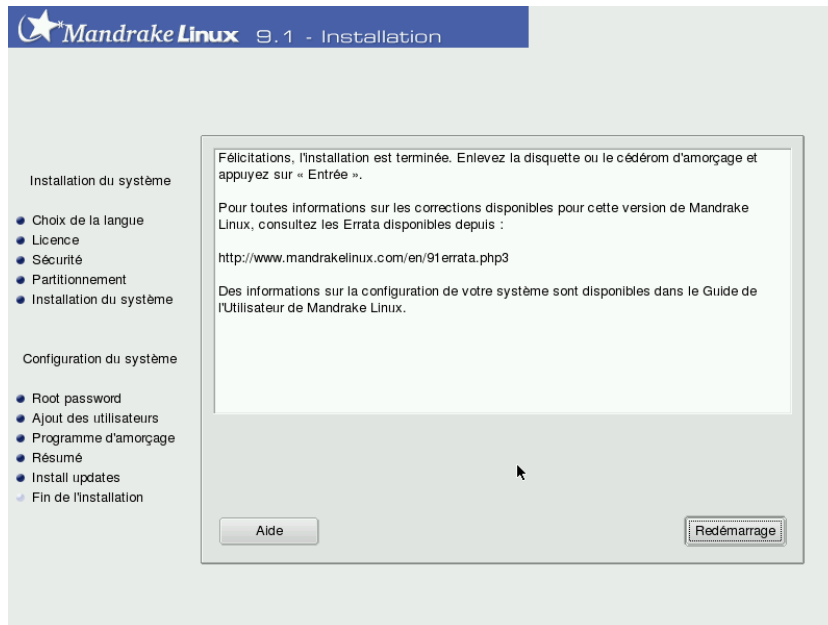 Mandrake Linux 9.1 - Installation
Installation du système
Choix de la langue
Licence
Sécurité
Partitionnement
Installation du système
Configuration du système
Root password
Ajout des utilisateurs
Programme d'amorçage
Résumé
Install updates
Fin de l'installation
Félicitations, l'installation est terminée. Enlevez la disquette ou le cédérom d'amorçage et
appuyez sur « Entrée ».
Pour toutes informations sur les corrections disponibles pour cette version de Mandrake
Linux, consultez les Errata disponibles depuis :
http://www.mandrakelinux.com/en/91errata.php3
Des informations sur la configuration de votre système sont disponibles dans le Guide de
l'Utilisateur de Mandrake Linux.
Aide
Redémarrage